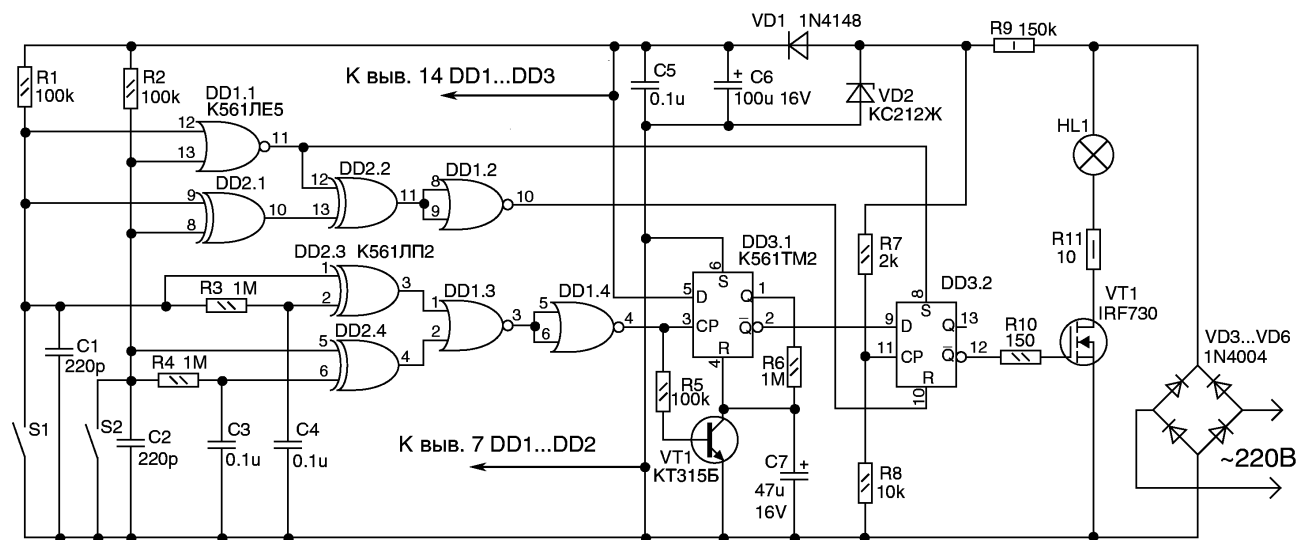 VD1 1N4148
R9 150k
R1
100k
R2
100k
DD1.1
К561ЛЕ5
К выв. 14 DD1...DD3
C5
0.1u
+
C6
100u 16V
VD2
КС212Ж
HL1
12
13
11
DD2.2
DD1.2
DD2.1
9
8
10
12
13
11
8
9
10
DD2.3 К561ЛП2
R3 1M
1
2
3
DD1.3
1
2
3
DD1.4
5
6
4
DD2.4
5
6
4
R4 1M
C1
220p
DD3.1
К561ТМ2
6
S
5
D
Q
1
3
CP
Q
2
R
4
R5
100k
R6
1M
R7
2k
DD3.2
8
S
9
D
Q
13
11
CP
Q
12
R
10
R10
150
R11
10
VT1
IRF730
VD3...VD6
1N4004
S1
S2
C2
220p
C3
0.1u
C4
0.1u
К выв. 7 DD1...DD2
VT1
КТ315Б
C7
+
47u
16V
R8
10k
~220В